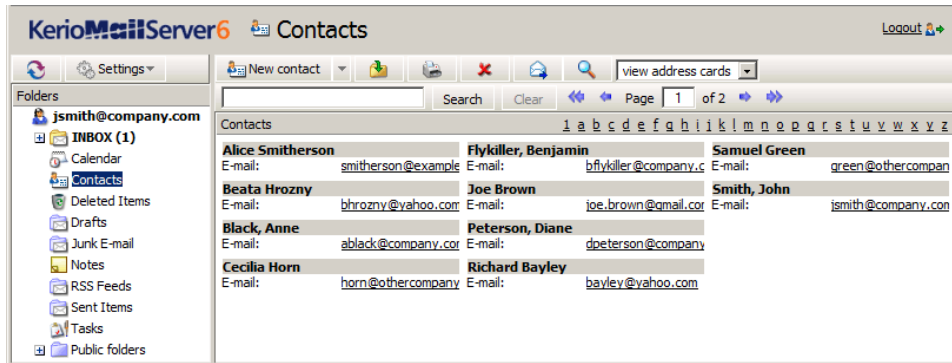 KerioMailServer6 Contacts Logout
Settings New contact view address cards
Folders Search Clear Page 1 of 2
jsmith@company.com
INBOX (1)
Calendar
Contacts
Deleted Items
Drafts
Junk E-mail
Notes
RSS Feeds
Sent Items
Tasks
Public folders
Contacts 1 a b c d e f g h i j k l m n o p q r s t u v w x y z
Alice Smitherson
E-mail: smitherson@example
Beata Hrozny
E-mail: bhrozny@yahoo.com
Black, Anne
E-mail: ablack@company.cor
Cecilia Horn
E-mail: horn@othercompany
Flykiller, Benjamin
E-mail: bflykiller@company.c
Joe Brown
E-mail: joe.brown@gmail.cor
Peterson, Diane
E-mail: dpeterson@company
Richard Bayley
E-mail: bayley@yahoo.com
Samuel Green
E-mail: green@othercompan
Smith, John
E-mail: jsmith@company.con